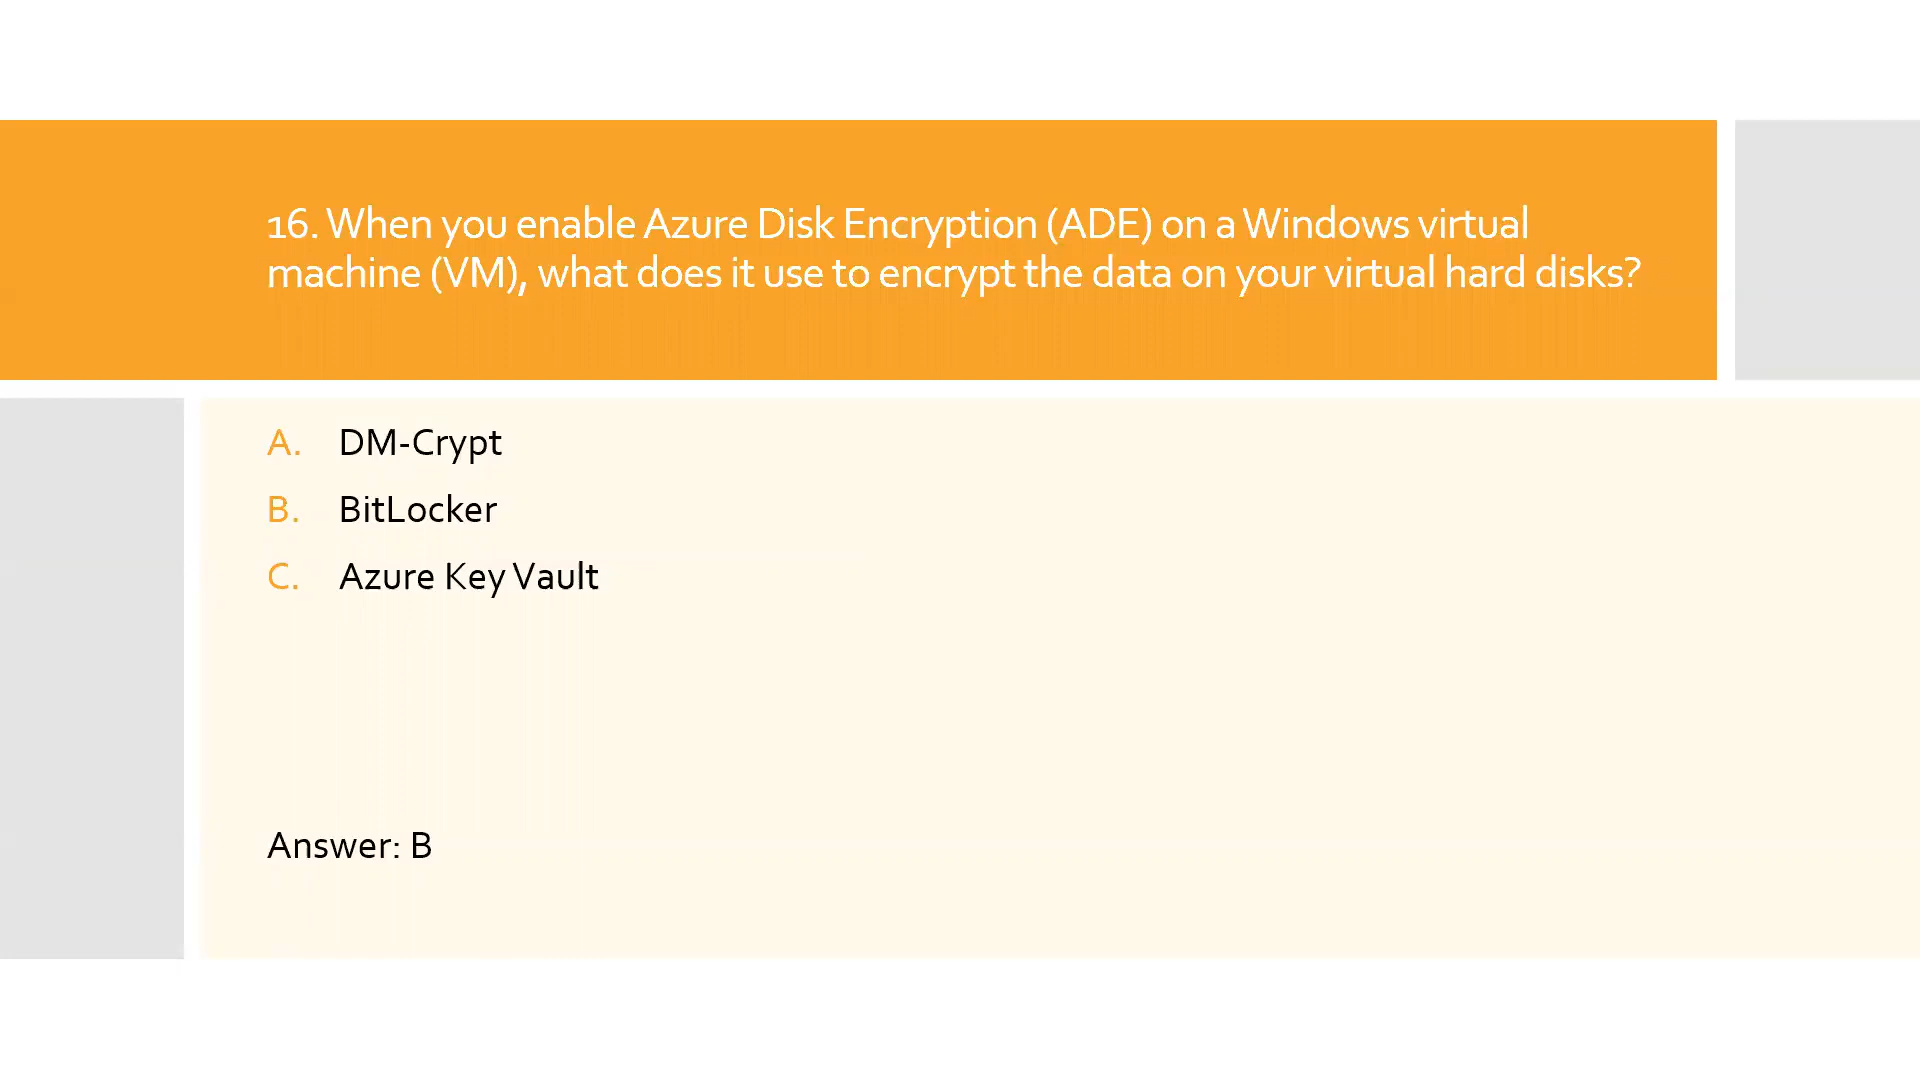 16. When you enable Azure Disk Encryption (ADE) on a Windows virtual
machine (VM), what does it use to encrypt the data on your virtual hard disks?
A. DM-Crypt
B. BitLocker
C. Azure Key Vault
Answer: B